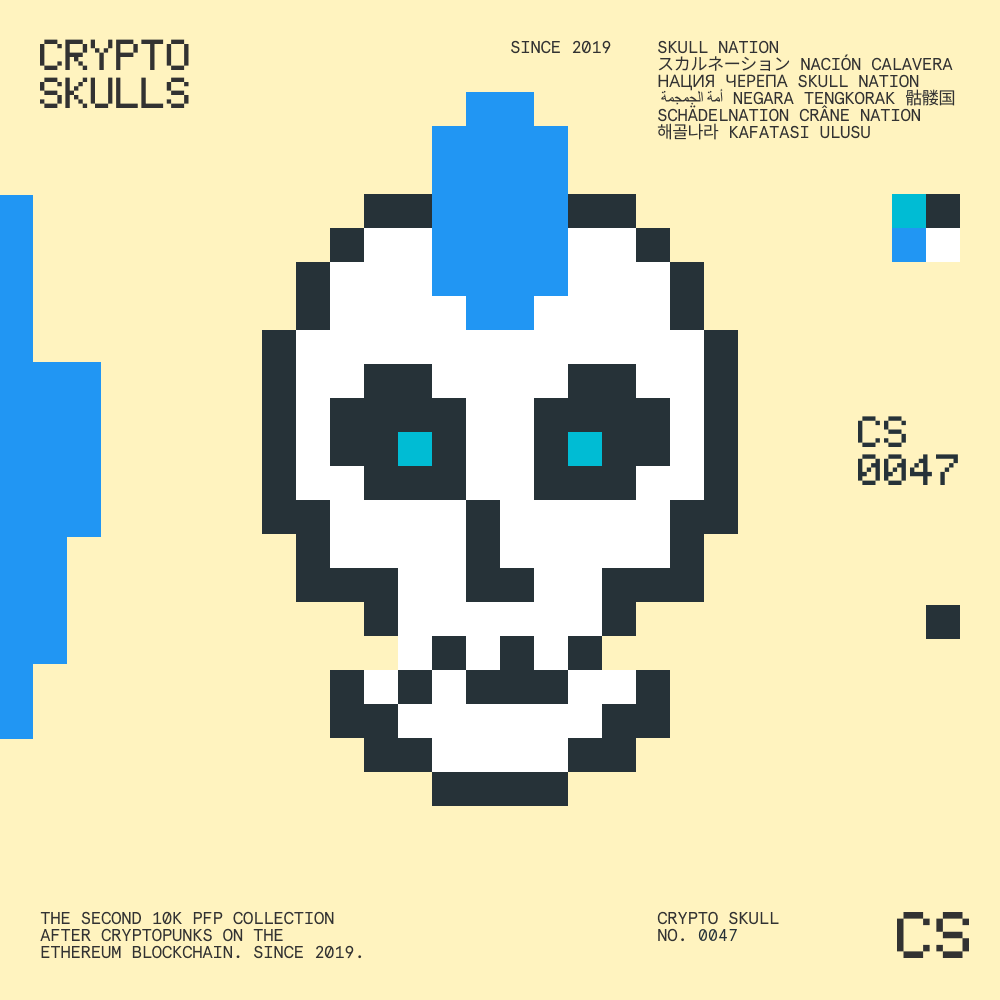 CRYPTO
SKULLS
SINCE 2019
SKULL NATION
スカルネーション NACIÓN CALAVERA
НАЦИЯ ЧЕРЕПА SKULL NATION
أمة الجمجمة NEGARA TENGKORAK 骷髅国
SCHÄDELNATION CRÂNE NATION
해골나라 KAFATASI ULUSU
CS
0047
THE SECOND 10K PFP COLLECTION
AFTER CRYPTOPUNKS ON THE
ETHEREUM BLOCKCHAIN. SINCE 2019.
CRYPTO SKULL
NO. 0047
CS